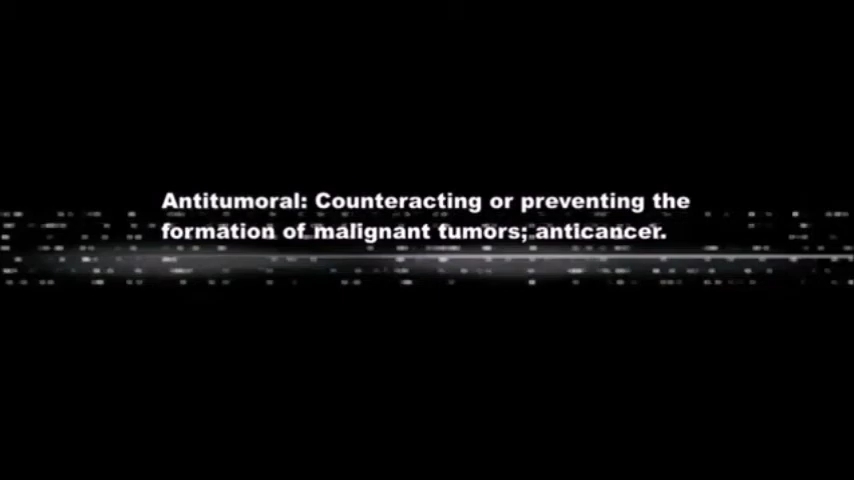 Antitumoral: Counteracting or preventing the
formation of malignant tumors; anticancer.